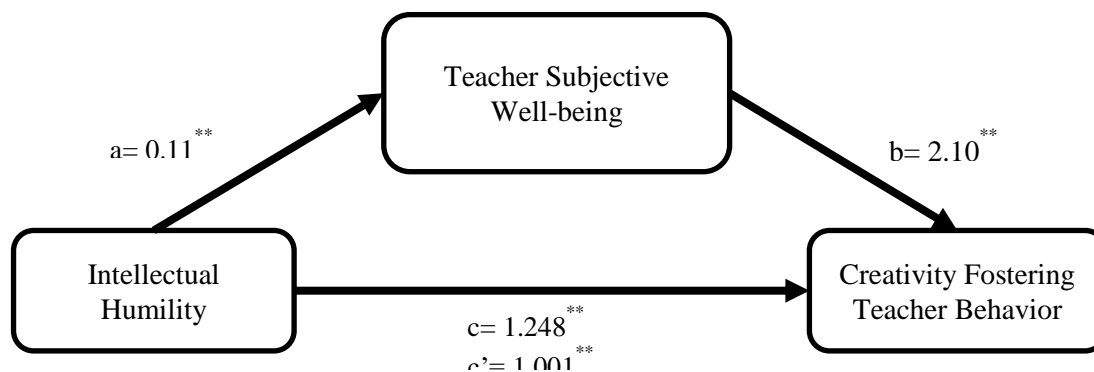 Teacher Subjective
Well-being
a= 0.11**
b= 2.10**
Intellectual
Humility
Creativity Fostering
Teacher Behavior
c= 1.248**
c’= 1.001**